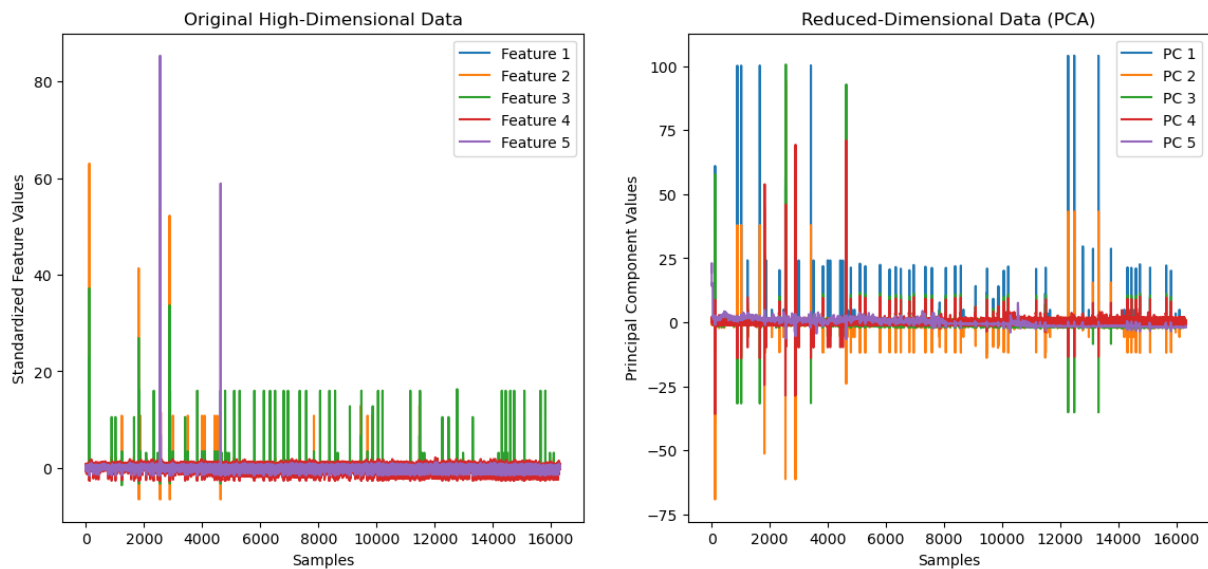 Original High-Dimensional Data
Standardized Feature Values
80
60
40
20
0
Feature 1
Feature 2
Feature 3
Feature 4
Feature 5
0 2000 4000 6000 8000 10000 12000 14000 16000
Samples
Reduced-Dimensional Data (PCA)
Principal Component Values
100
75
50
25
0
−25
−50
−75
PC 1
PC 2
PC 3
PC 4
PC 5
0 2000 4000 6000 8000 10000 12000 14000 16000
Samples